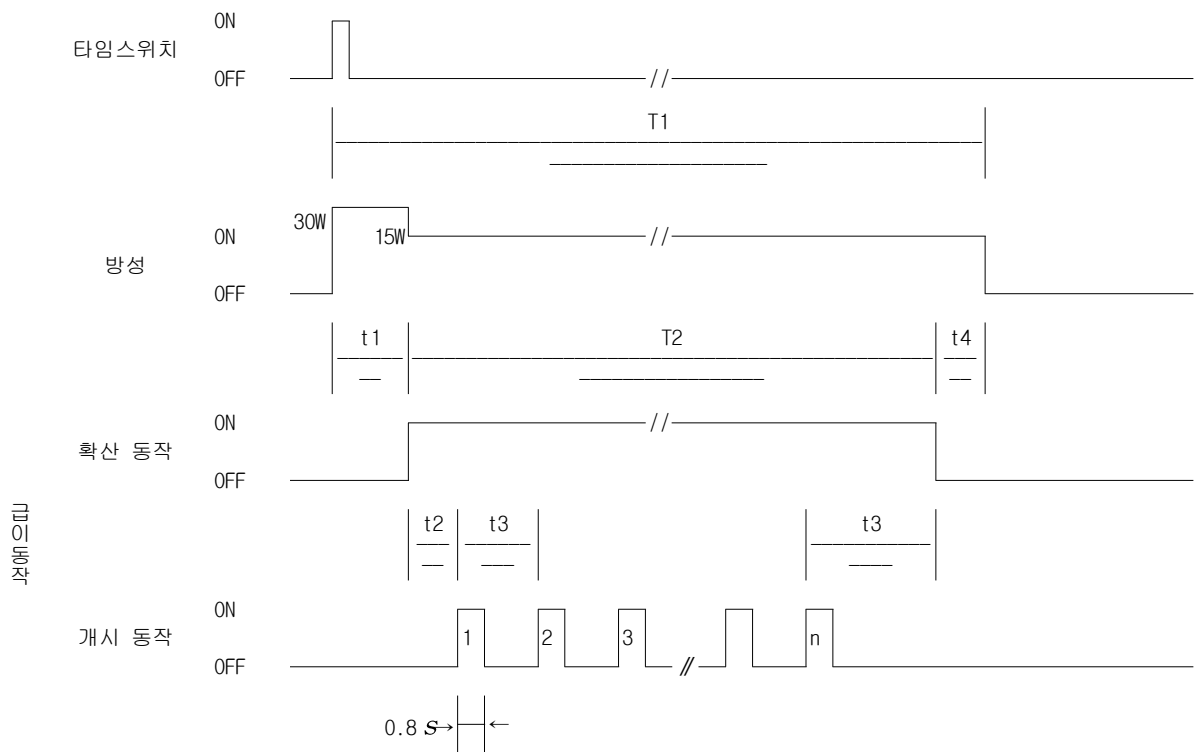 ON
타임스위치
OFF
//
T1
30W
ON
15W
방성
//
OFF
t1
T2
t4
ON
확산 동작
//
OFF
급이동작
t2
t3
t3
ON
개시 동작
1
2
3
n
OFF
//
0.8 s→
←